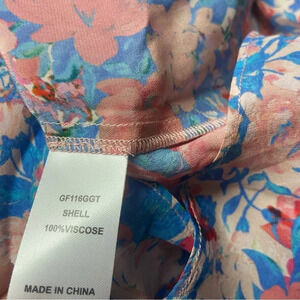 GF116GGT
SHELL
100%VISCOSE
MADE IN CHINA